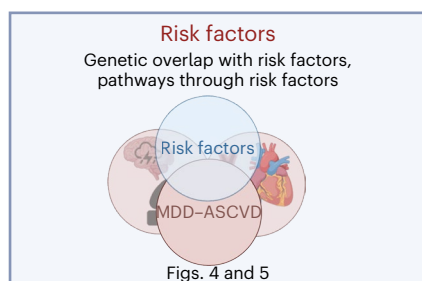 Risk factors
Genetic overlap with risk factors,
pathways through risk factors
Risk factors
MDD–ASCVD
Figs. 4 and 5